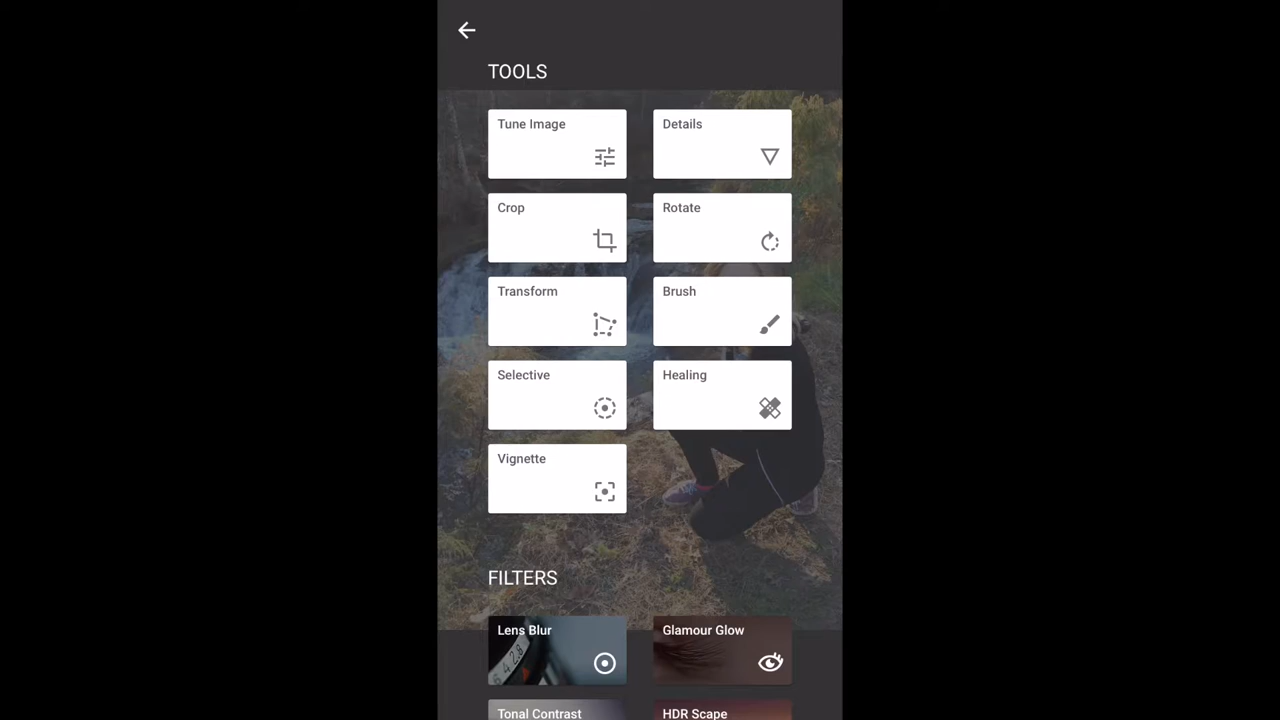 TOOLS
Tune Image
Details
Crop
Rotate
Transform
Brush
Selective
Healing
Vignette
FILTERS
Lens Blur
Glamour Glow
Tonal Contrast
HDR Scape